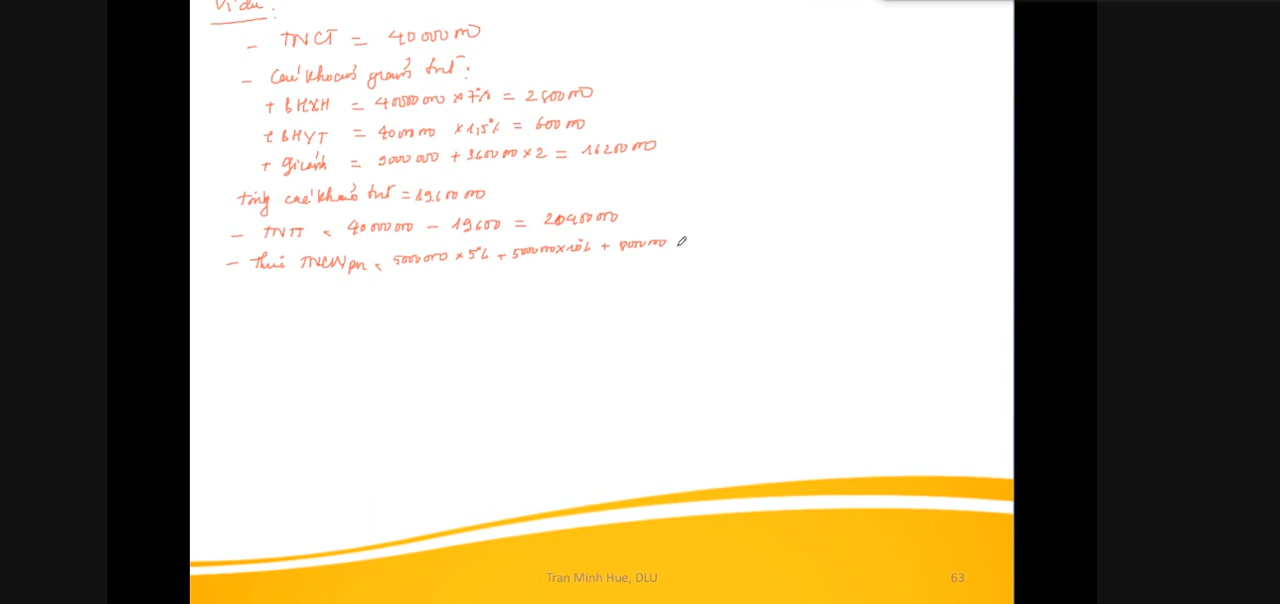 Ví dụ:
- TNCT = 40 000 000
- Các khoản giảm trừ:
+ BHXH = 40 000 000 x 7% = 2 800 000
+ BHYT = 40 000 000 x 1,5% = 600 000
+ Gia cảnh = 9 000 000 + 3 600 000 x 2 = 16 200 000
Tổng các khoản trừ = 19 600 000
- TNTT = 40 000 000 - 19 600 = 20 400 000
- Thuế TNCN pn = 5 000 000 x 5% + 5 000 000 x 10% + 8 000 000
Tran Minh Hue, DLU
63